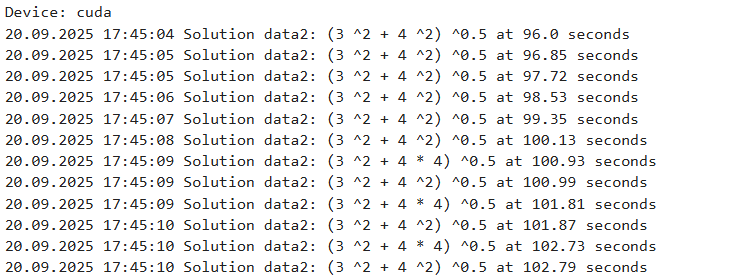 Device: cuda
20.09.2025 17:45:04 Solution data2: (3 ^2 + 4 ^2) ^0.5 at 96.0 seconds
20.09.2025 17:45:05 Solution data2: (3 ^2 + 4 ^2) ^0.5 at 96.85 seconds
20.09.2025 17:45:05 Solution data2: (3 ^2 + 4 ^2) ^0.5 at 97.72 seconds
20.09.2025 17:45:06 Solution data2: (3 ^2 + 4 ^2) ^0.5 at 98.53 seconds
20.09.2025 17:45:07 Solution data2: (3 ^2 + 4 ^2) ^0.5 at 99.35 seconds
20.09.2025 17:45:08 Solution data2: (3 ^2 + 4 ^2) ^0.5 at 100.13 seconds
20.09.2025 17:45:09 Solution data2: (3 ^2 + 4 * 4) ^0.5 at 100.93 seconds
20.09.2025 17:45:09 Solution data2: (3 ^2 + 4 ^2) ^0.5 at 100.99 seconds
20.09.2025 17:45:09 Solution data2: (3 ^2 + 4 * 4) ^0.5 at 101.81 seconds
20.09.2025 17:45:10 Solution data2: (3 ^2 + 4 ^2) ^0.5 at 101.87 seconds
20.09.2025 17:45:10 Solution data2: (3 ^2 + 4 * 4) ^0.5 at 102.73 seconds
20.09.2025 17:45:10 Solution data2: (3 ^2 + 4 ^2) ^0.5 at 102.79 seconds